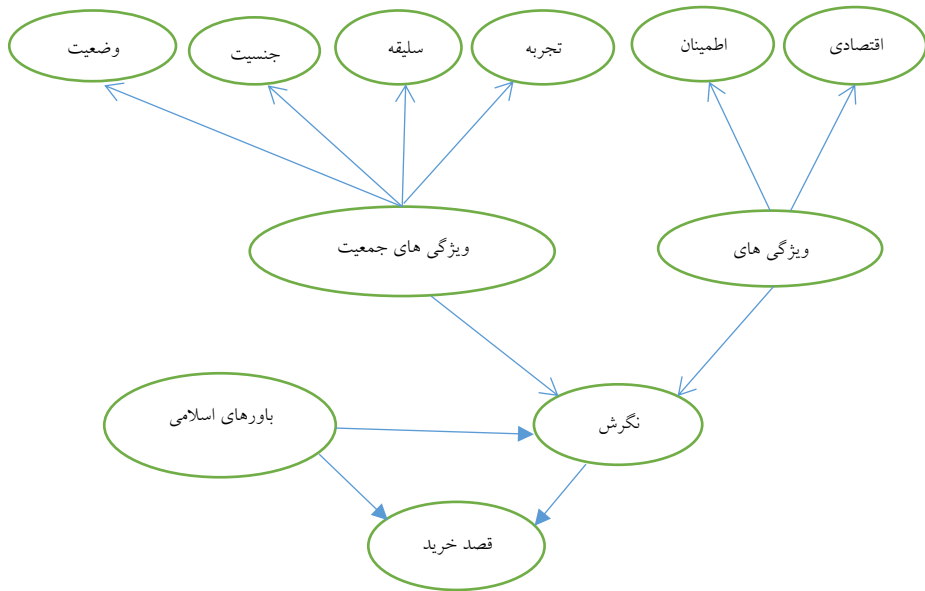 اقتصادی
اطمینان
تجربه
سلیقه
جنسیت
وضعیت
ویژگی های
ویژگی های جمعیت
نگرش
باورهای اسلامی
قصد خرید